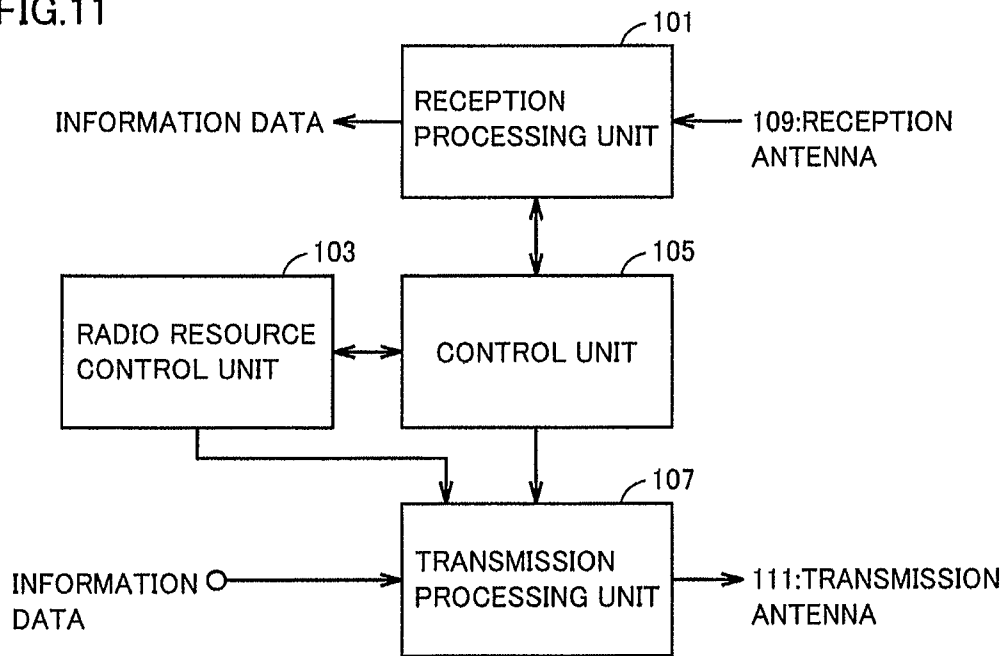 FIG.11
101
RECEPTION
PROCESSING UNIT
INFORMATION DATA
109:RECEPTION
ANTENNA
103
105
RADIO RESOURCE
CONTROL UNIT
CONTROL UNIT
107
TRANSMISSION
PROCESSING UNIT
INFORMATION
DATA
111:TRANSMISSION
ANTENNA